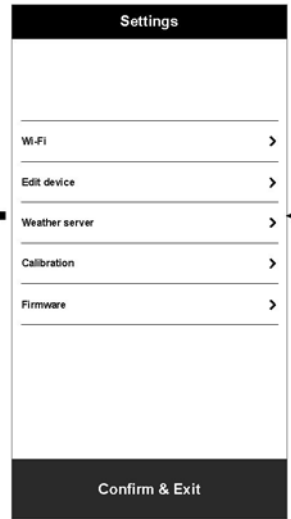 Settings
Wi-Fi
Edit device
Weather server
Calibration
Firmware
Confirm & Exit